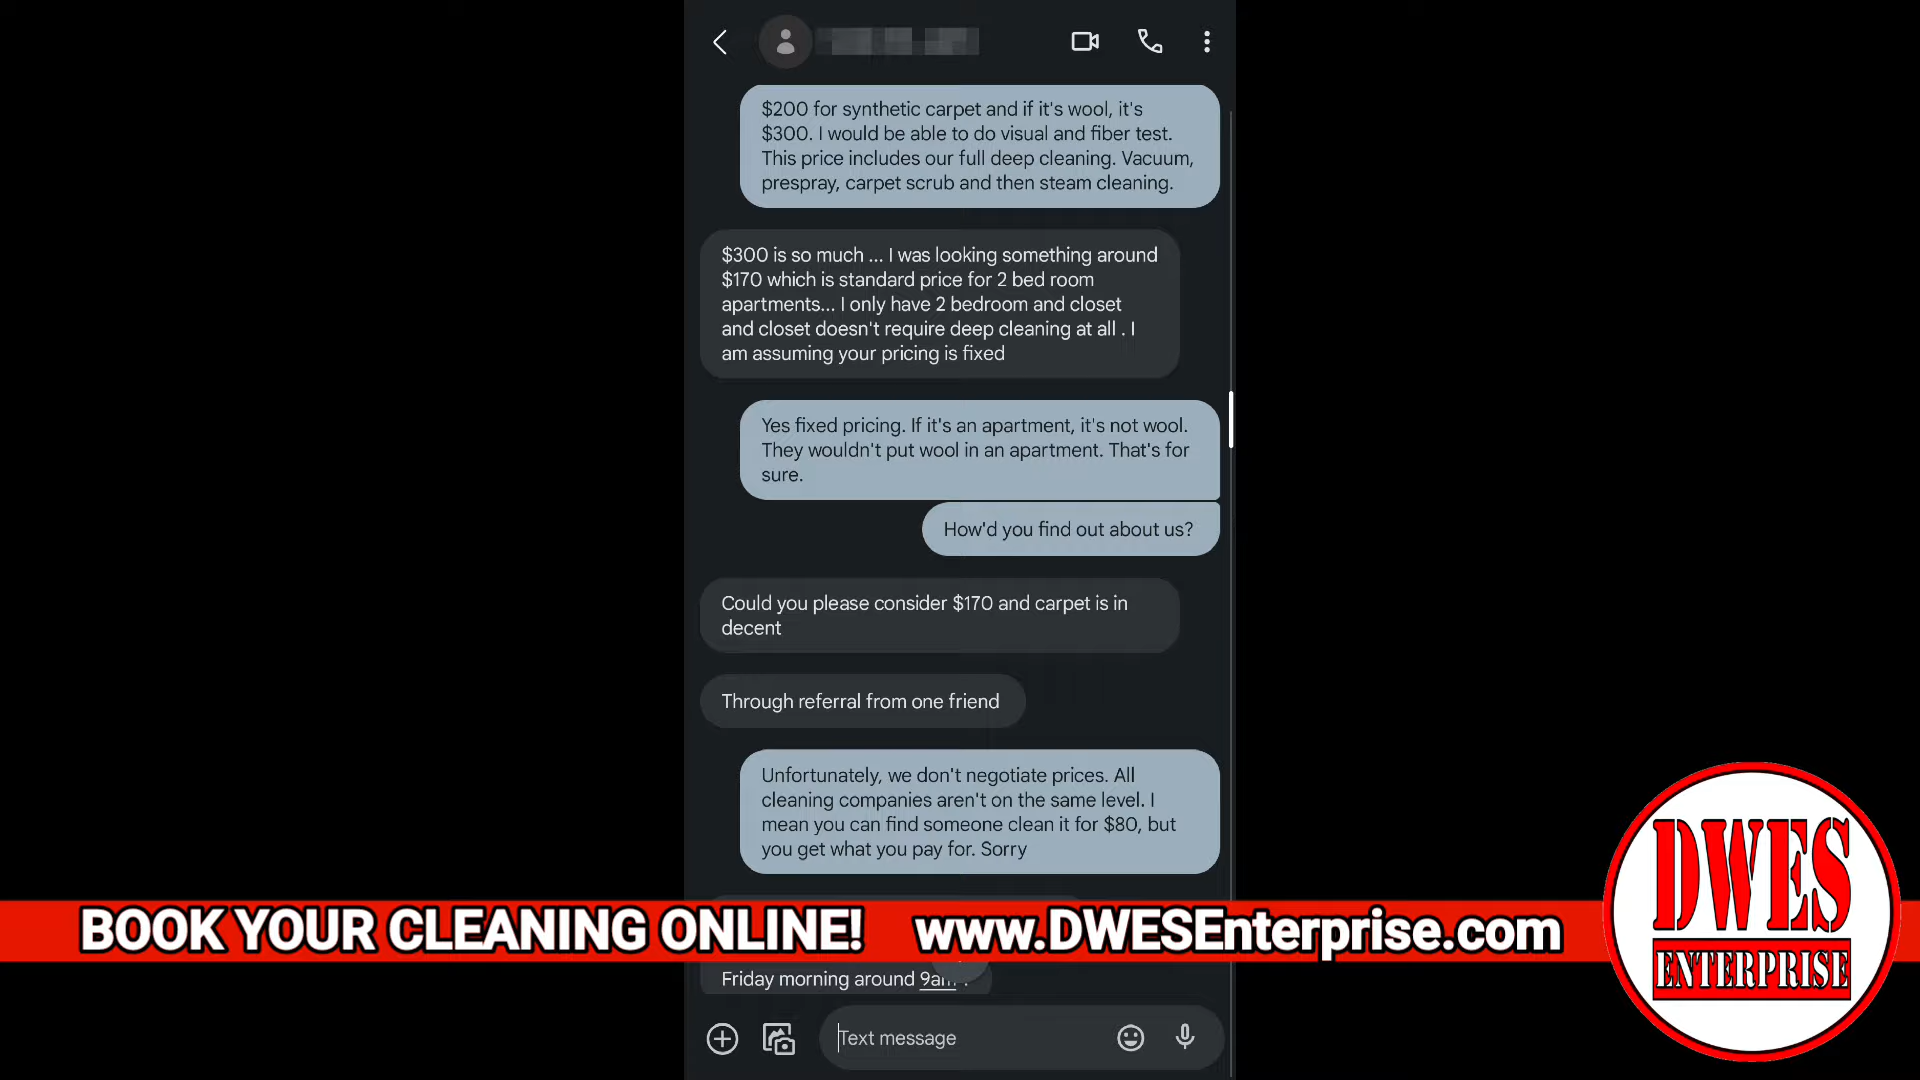 $200 for synthetic carpet and if it's wool, it's
$300. I would be able to do visual and fiber test.
This price includes our full deep cleaning. Vacuum,
prespray, carpet scrub and then steam cleaning.
$300 is so much ... I was looking something around
$170 which is standard price for 2 bed room
apartments... I only have 2 bedroom and closet
and closet doesn't require deep cleaning at all . I
am assuming your pricing is fixed
Yes fixed pricing. If it's an apartment, it's not wool.
They wouldn't put wool in an apartment. That's for
sure.
How'd you find out about us?
Could you please consider $170 and carpet is in
decent
Through referral from one friend
Unfortunately, we don't negotiate prices. All
cleaning companies aren't on the same level. I
mean you can find someone clean it for $80, but
you get what you pay for. Sorry
BOOK YOUR CLEANING ONLINE! www.DWESEnterprise.com
Friday morning around 9am .
Text message
DWES
ENTERPRISE